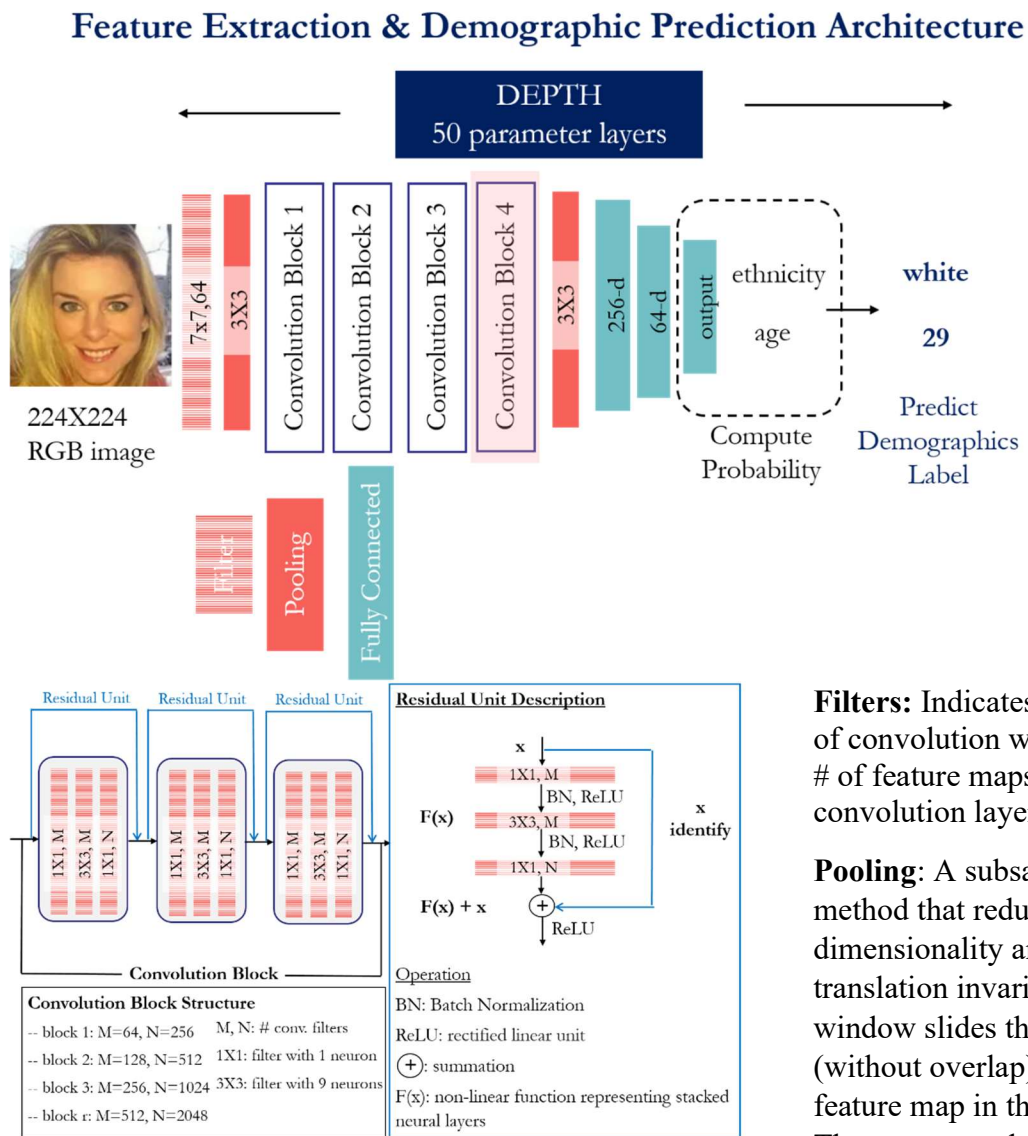 Feature Extraction & Demographic Prediction Architecture
DEPTH
50 parameter layers
224X224
RGB image
7x7,64
3X3
Convolution Block 1
Convolution Block 2
Convolution Block 3
Convolution Block 4
3X3
256-d
64-d
output
ethnicity
age
Compute
Probability
white
29
Predict
Demographics
Label
Filter
Pooling
Fully Connected
Residual Unit
Residual Unit
Residual Unit
1X1, M
3X3, M
1X1, N
1X1, M
3X3, M
1X1, N
1X1, M
3X3, M
1X1, N
Convolution Block
Convolution Block Structure
-- block 1: M=64, N=256
-- block 2: M=128, N=512
-- block 3: M=256, N=1024
-- block r: M=512, N=2048
M, N: # conv. filters
1X1: filter with 1 neuron
3X3: filter with 9 neurons
Residual Unit Description
x
1X1, M
BN, ReLU
F(x)
3X3, M
BN, ReLU
1X1, N
x
identify
F(x) + x
+
ReLU
Operation
BN: Batch Normalization
ReLU: rectified linear unit
(+): summation
F(x): non-linear function representing stacked
neural layers
Filters: Indicates
of convolution w
# of feature maps
convolution laye
Pooling: A subsa
method that redu
dimensionality a
translation invari
window slides th
(without overlap)
feature map in th